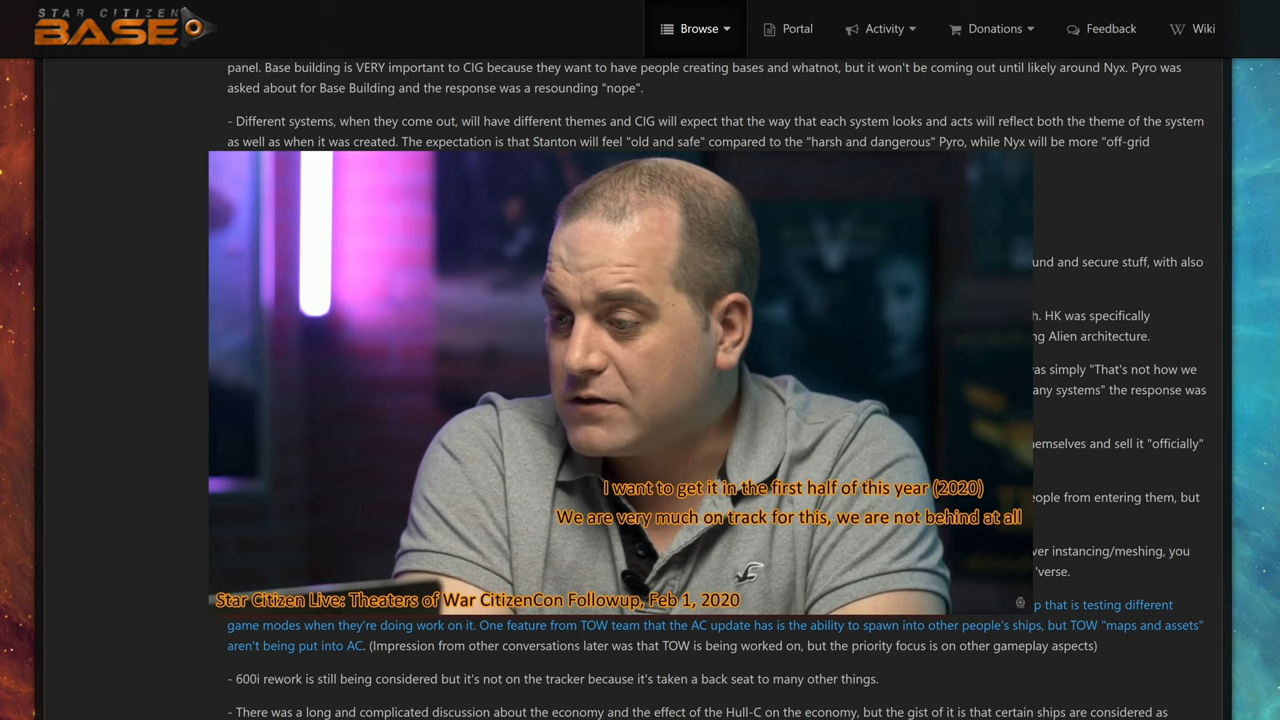 STAR CITIZEN
BASE
Browse
Portal
Activity
Donations
Feedback
Wiki
panel. Base building is VERY important to CIG because they want to have people creating bases and whatnot, but it won't be coming out until likely around Nyx. Pyro was
asked about for Base Building and the response was a resounding "nope".
- Different systems, when they come out, will have different themes and CIG will expect that the way that each system looks and acts will reflect both the theme of the system
as well as when it was created. The expectation is that Stanton will feel "old and safe" compared to the "harsh and dangerous" Pyro, while Nyx will be more "off-grid
und and secure stuff, with also
h. HK was specifically
ng Alien architecture.
as simply "That's not how we
any systems" the response was
emselves and sell it "officially"
I want to get it in the first half of this year (2020)
eople from entering them, but
We are very much on track for this, we are not behind at all
ver instancing/meshing, you
'verse.
Star Citizen Live: Theaters of War CitizenCon Followup, Feb 1, 2020
p that is testing different
game modes when they're doing work on it. One feature from TOW team that the AC update has is the ability to spawn into other people's ships, but TOW "maps and assets"
aren't being put into AC. (Impression from other conversations later was that TOW is being worked on, but the priority focus is on other gameplay aspects)
- 600i rework is still being considered but it's not on the tracker because it's taken a back seat to many other things.
- There was a long and complicated discussion about the economy and the effect of the Hull-C on the economy, but the gist of it is that certain ships are considered as